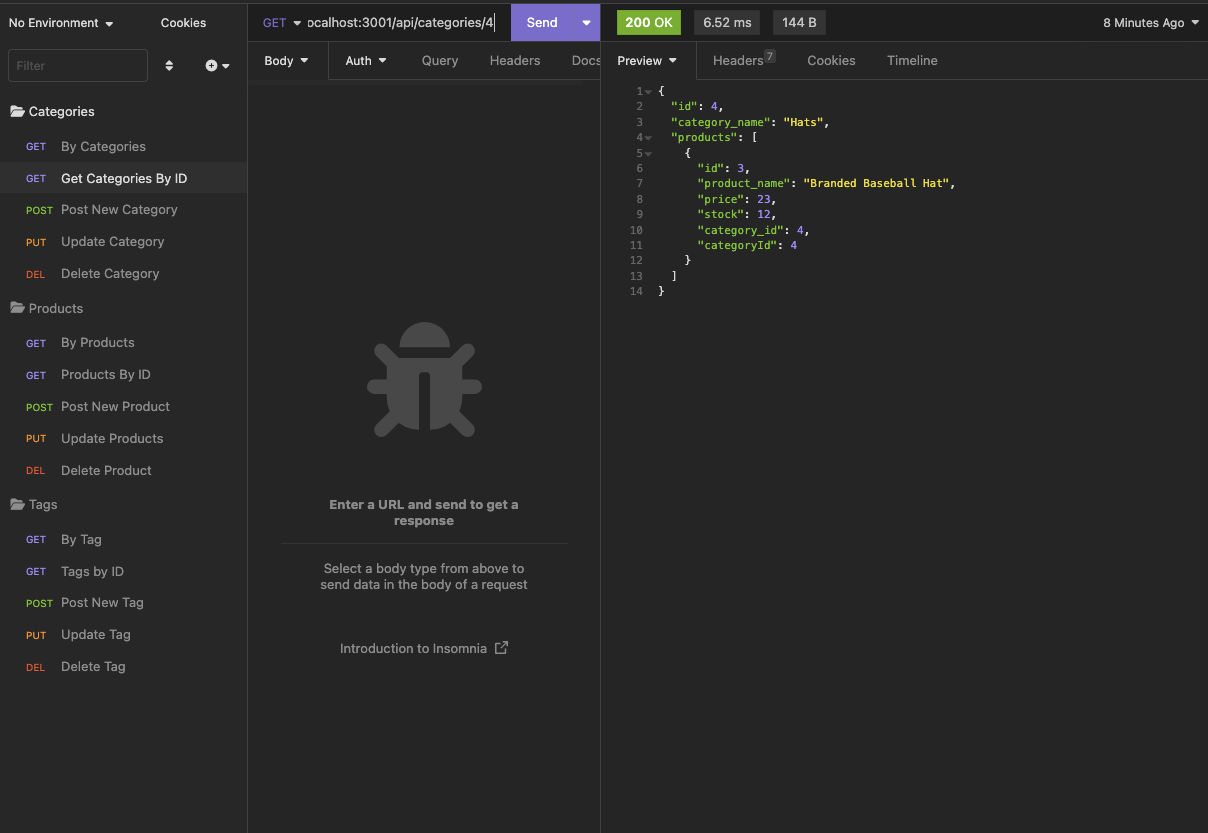 No Environment
Cookies
Filter
Categories
GET By Categories
GET Get Categories By ID
POST Post New Category
PUT Update Category
DEL Delete Category
Products
GET By Products
GET Products By ID
POST Post New Product
PUT Update Products
DEL Delete Product
Tags
GET By Tag
GET Tags by ID
POST Post New Tag
PUT Update Tag
DEL Delete Tag
GET ocalhost:3001/api/categories/4 Send
Body Auth Query Headers Docs
Enter a URL and send to get a
response
Select a body type from above to
send data in the body of a request
Introduction to Insomnia
200 OK 6.52 ms 144 B 8 Minutes Ago
Preview Headers 7 Cookies Timeline
1 {
2 "id": 4,
3 "category_name": "Hats",
4 "products": [
5 {
6 "id": 3,
7 "product_name": "Branded Baseball Hat",
8 "price": 23,
9 "stock": 12,
10 "category_id": 4,
11 "categoryId": 4
12 }
13 ]
14 }